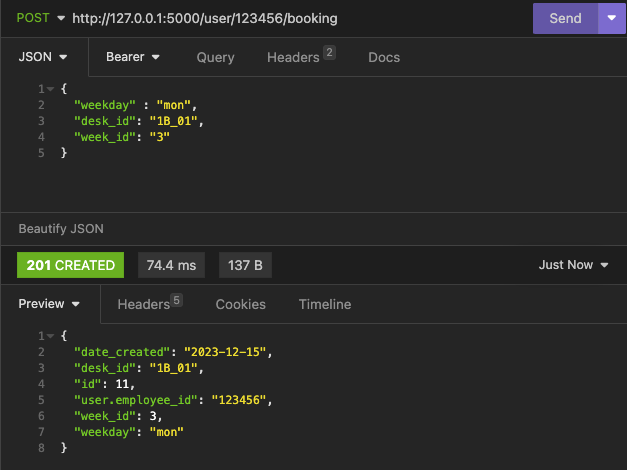 POST http://127.0.0.1:5000/user/123456/booking Send
JSON Bearer Query Headers 2 Docs
1 {
2 "weekday" : "mon",
3 "desk_id": "1B_01",
4 "week_id": "3"
5 }
Beautify JSON
201 CREATED 74.4 ms 137 B Just Now
Preview Headers 5 Cookies Timeline
1 {
2 "date_created": "2023-12-15",
3 "desk_id": "1B_01",
4 "id": 11,
5 "user.employee_id": "123456",
6 "week_id": 3,
7 "weekday": "mon"
8 }